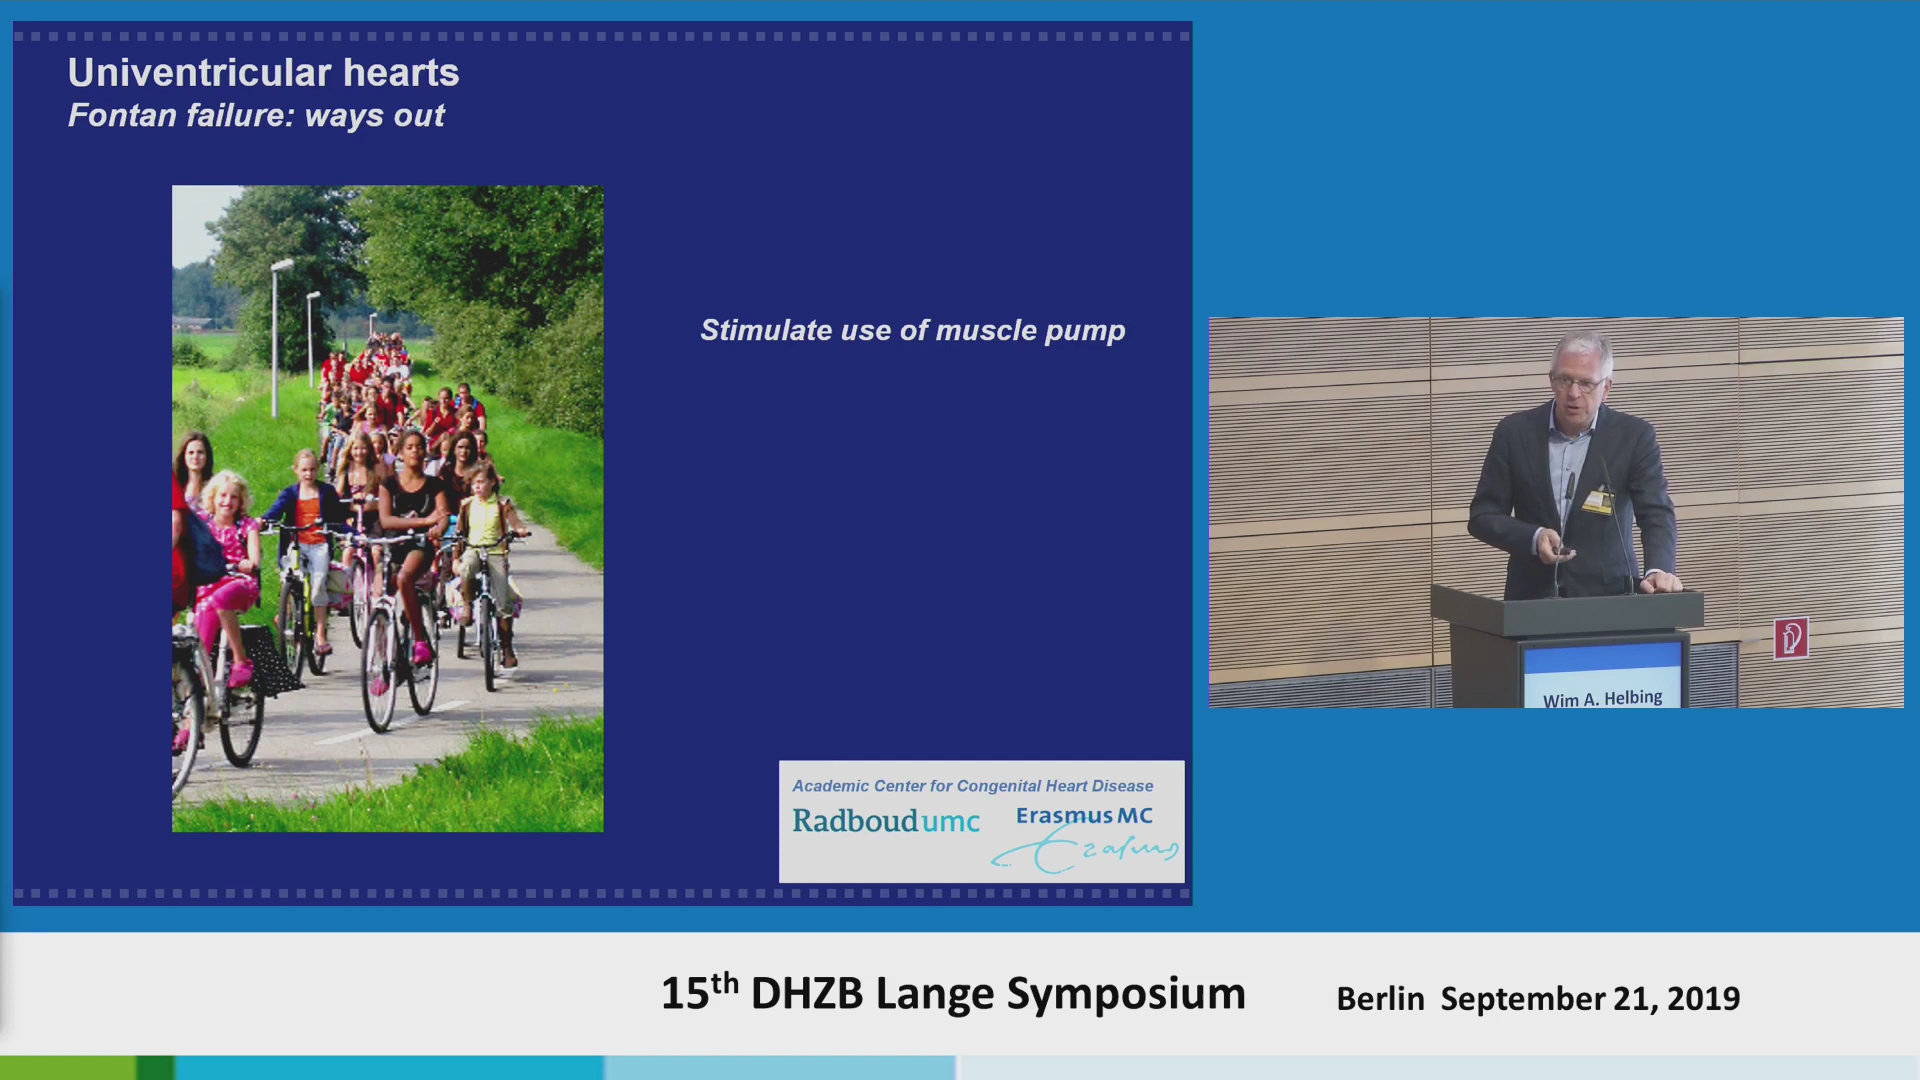 Univentricular hearts
Fontan failure: ways out
Stimulate use of muscle pump
Academic Center for Congenital Heart Disease
Radboudumc
Erasmus MC
Erasmus
Wim A. Helbing
15th DHZB Lange Symposium
Berlin September 21, 2019